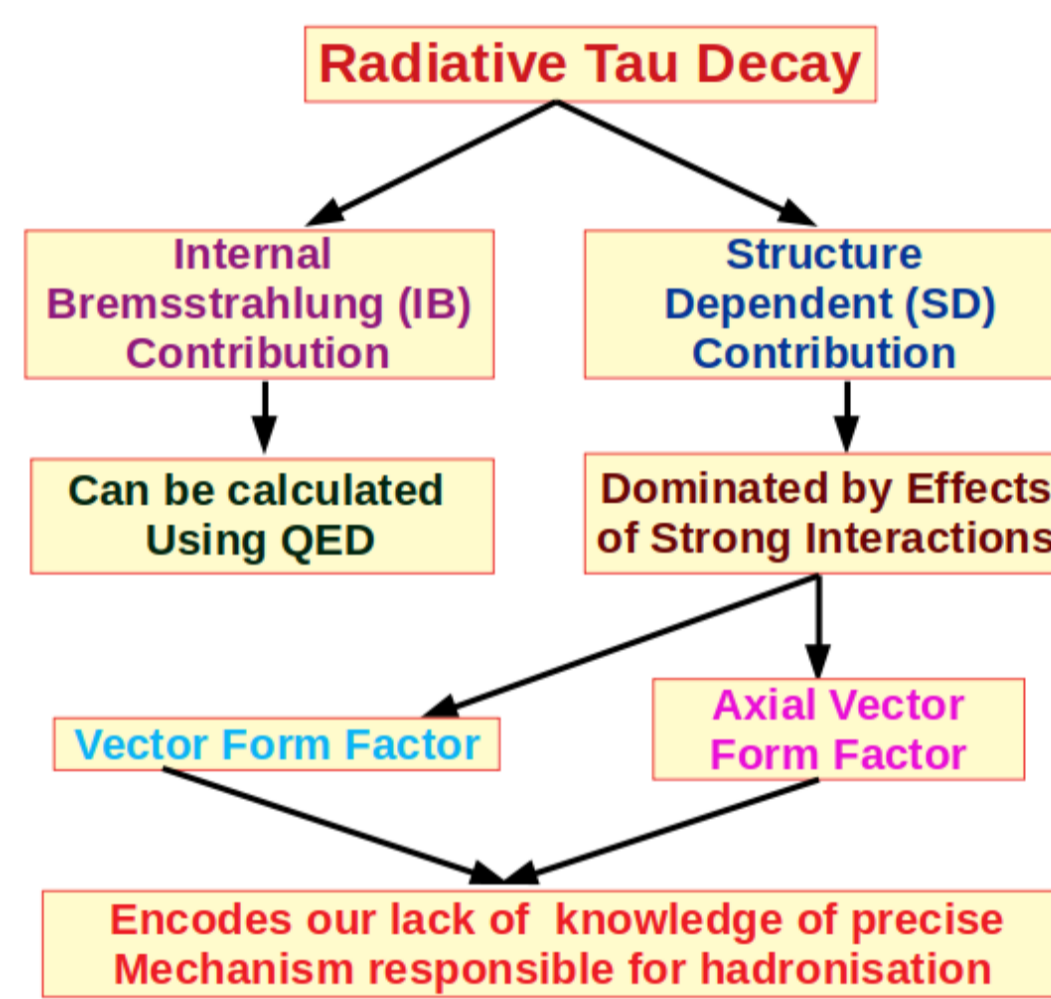 Radiative Tau Decay
Internal
Bremsstrahlung (IB)
Contribution
Structure
Dependent (SD)
Contribution
Can be calculated
Using QED
Dominated by Effects
of Strong Interactions
Vector Form Factor
Axial Vector
Form Factor
Encodes our lack of  knowledge of precise
Mechanism responsible for hadronisation